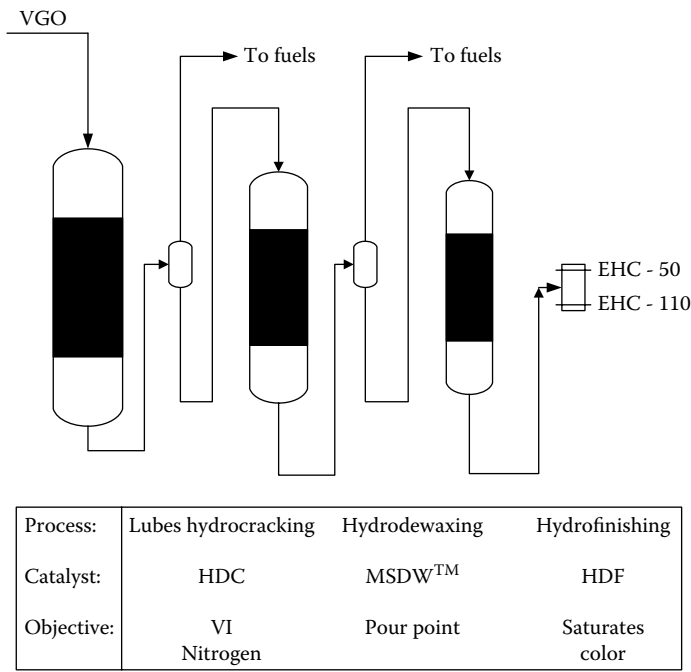 VGO
To fuels
To fuels
EHC - 50
EHC - 110
Process: Lubes hydrocracking Hydrodewaxing Hydrofinishing
Catalyst: HDC MSDW™ HDF
Objective: VI Pour point Saturates
Nitrogen color